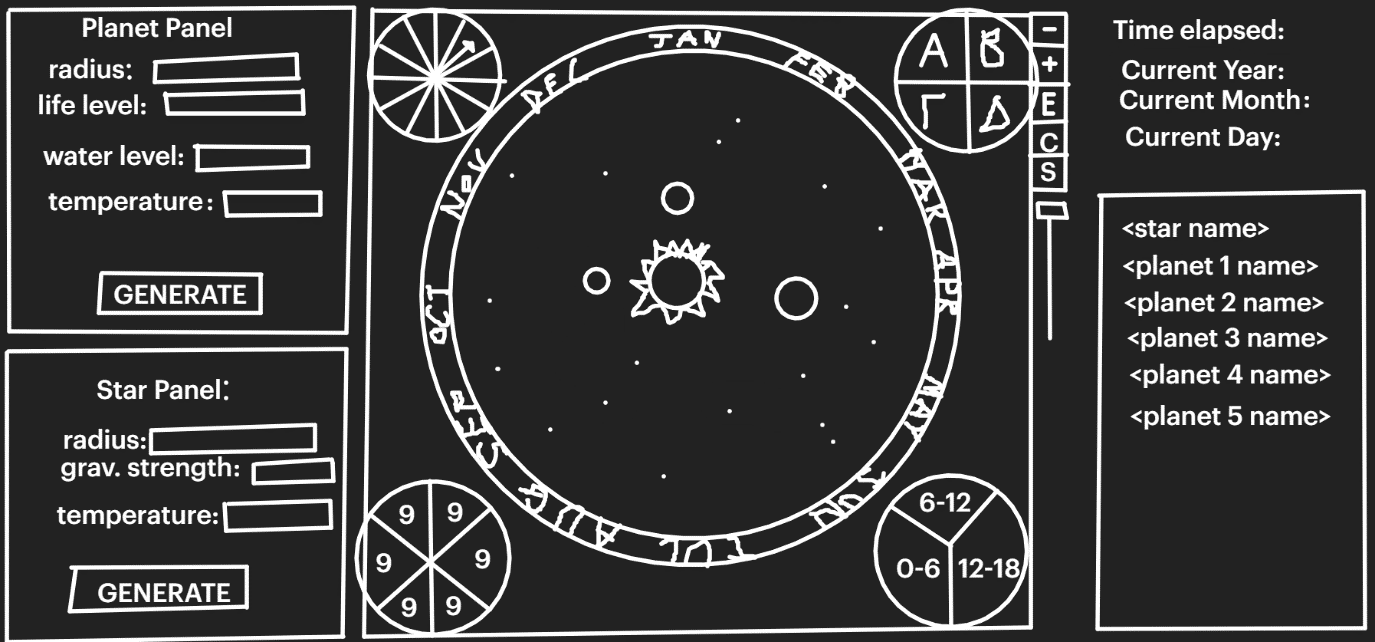 Planet Panel
radius:
life level:
water level:
temperature:
GENERATE
Star Panel:
radius:
grav. strength:
temperature:
GENERATE
JAN
FEB
MAR
APR
MAY
JUN
JUL
AUG
SEP
OCT
NOV
DEC
A B
Γ Δ
9 9
9 9
9 9
6-12
0-6 12-18
-
+
E
C
S
Time elapsed:
Current Year:
Current Month:
Current Day:
<star name>
<planet 1 name>
<planet 2 name>
<planet 3 name>
<planet 4 name>
<planet 5 name>